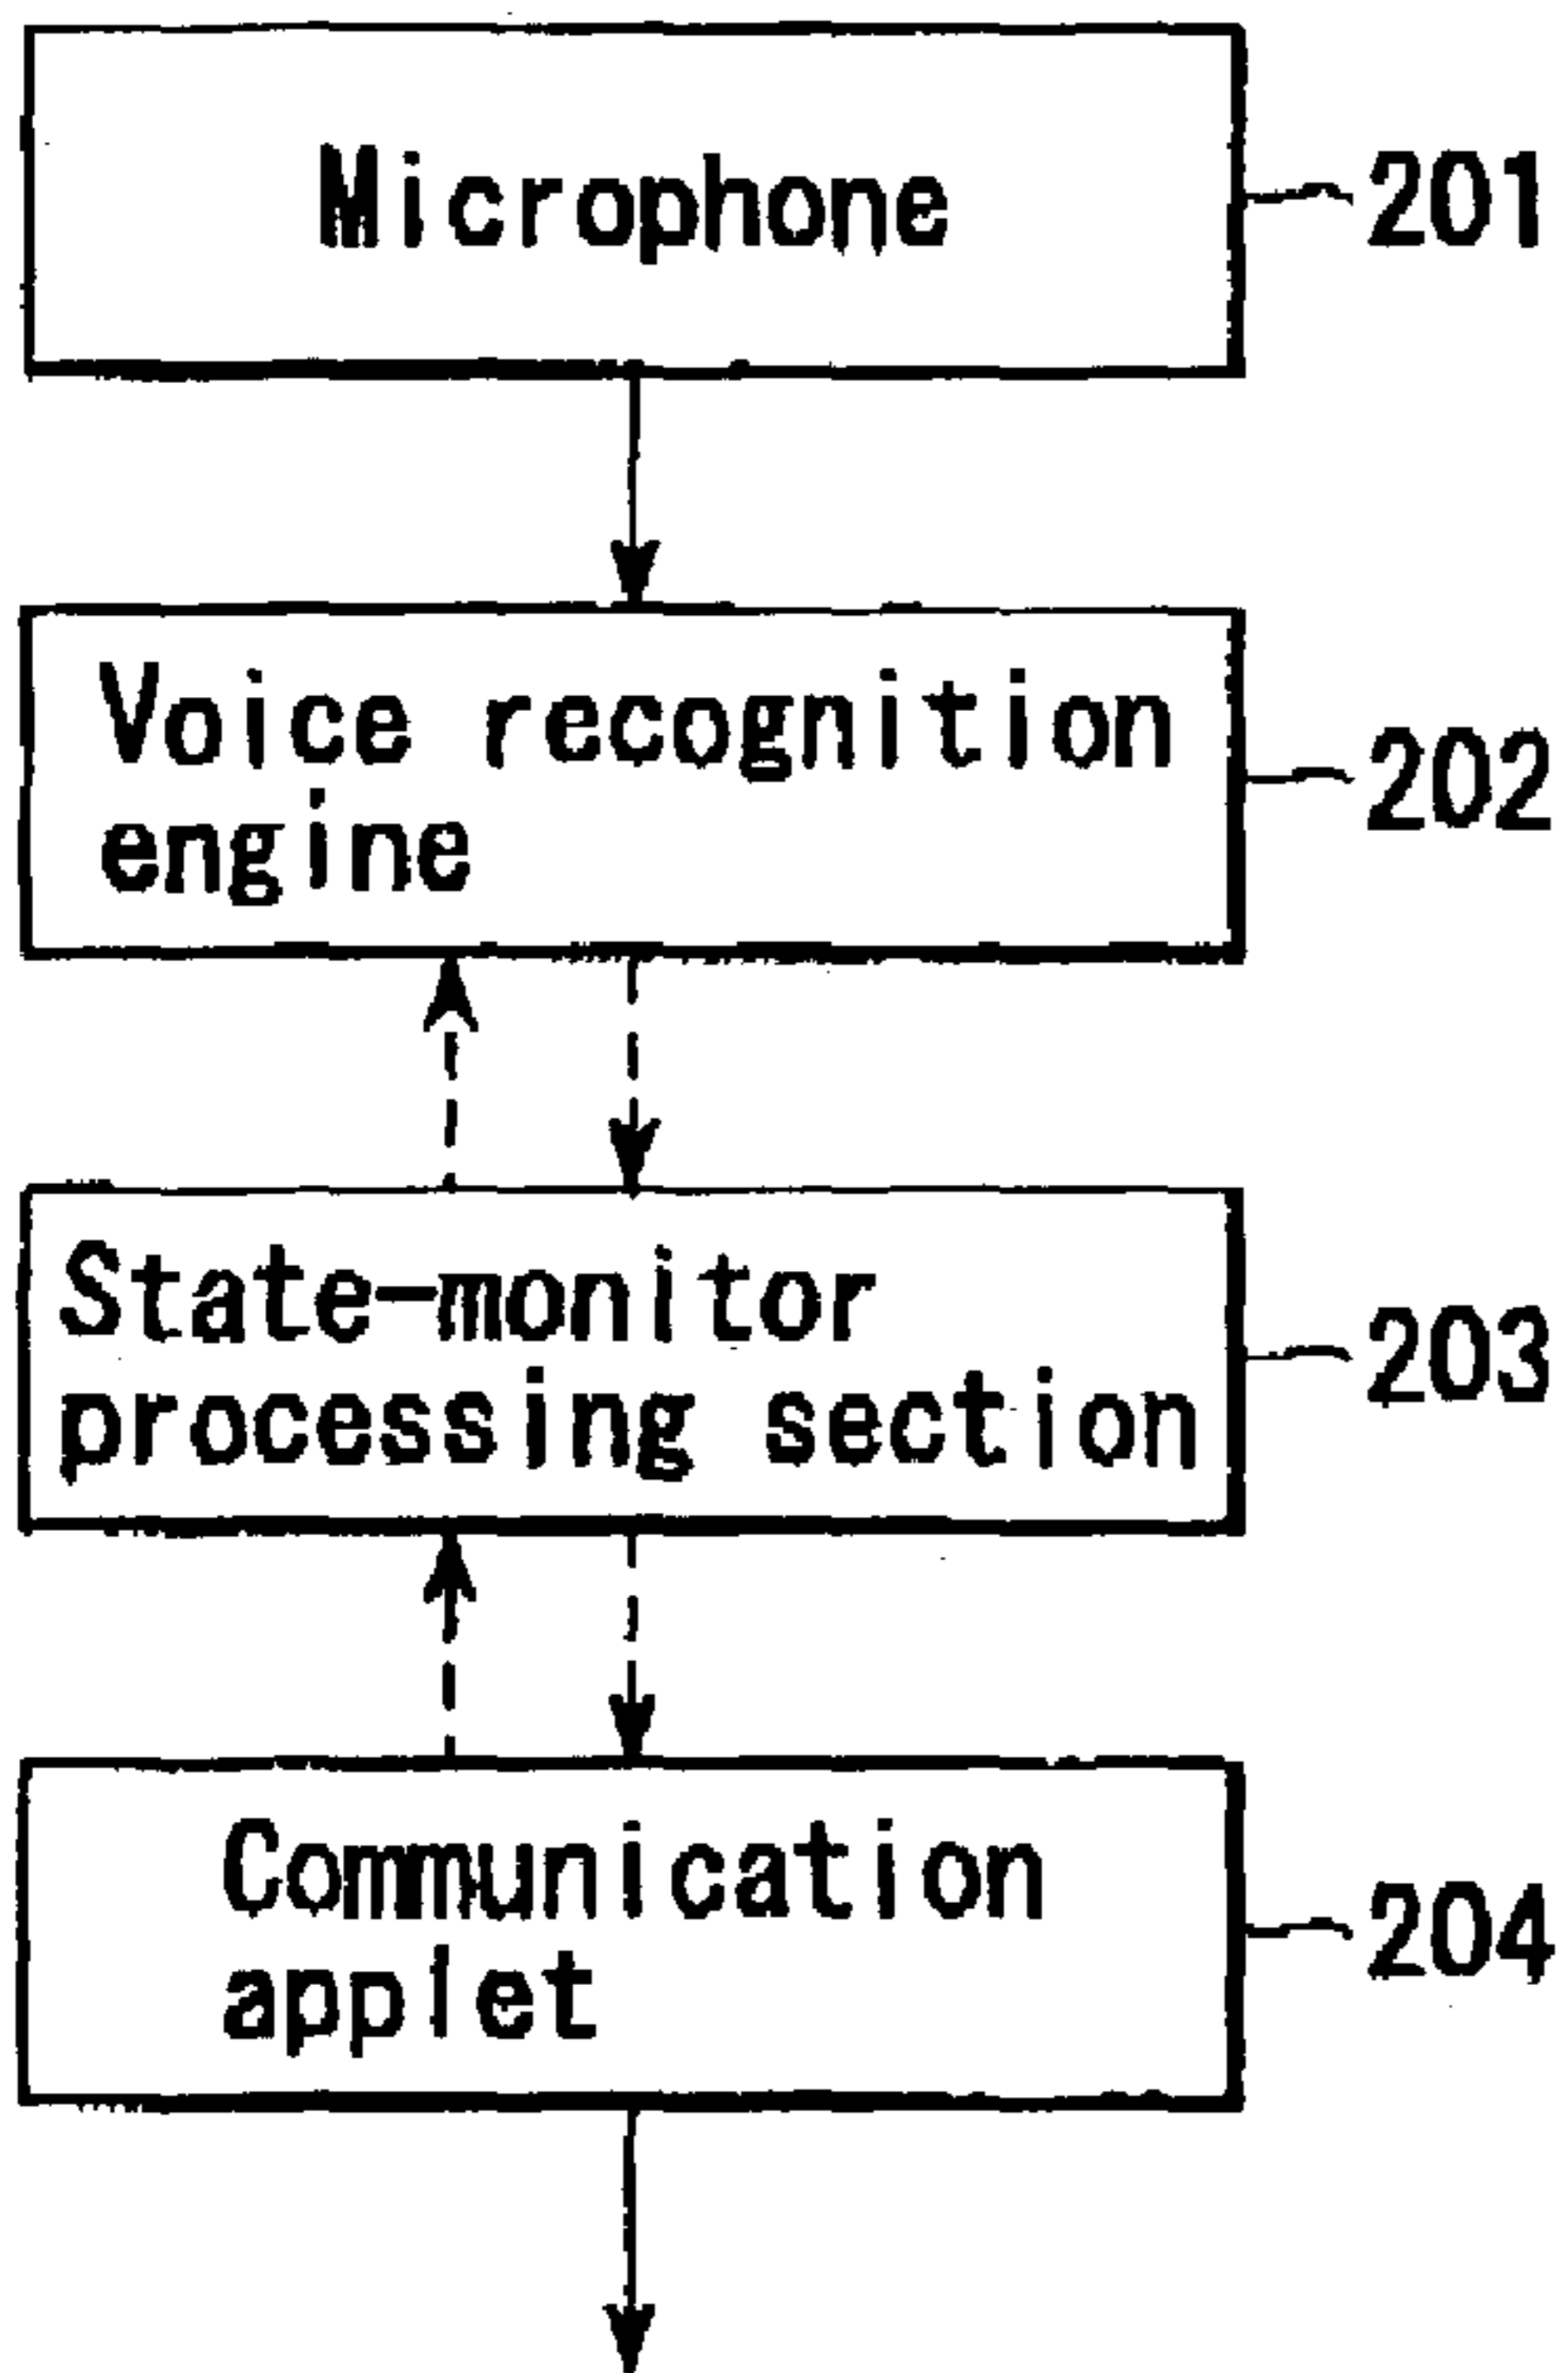 Microphone
201
Voice recognition
engine
202
State-monitor
processing section
203
Communication
applet
204